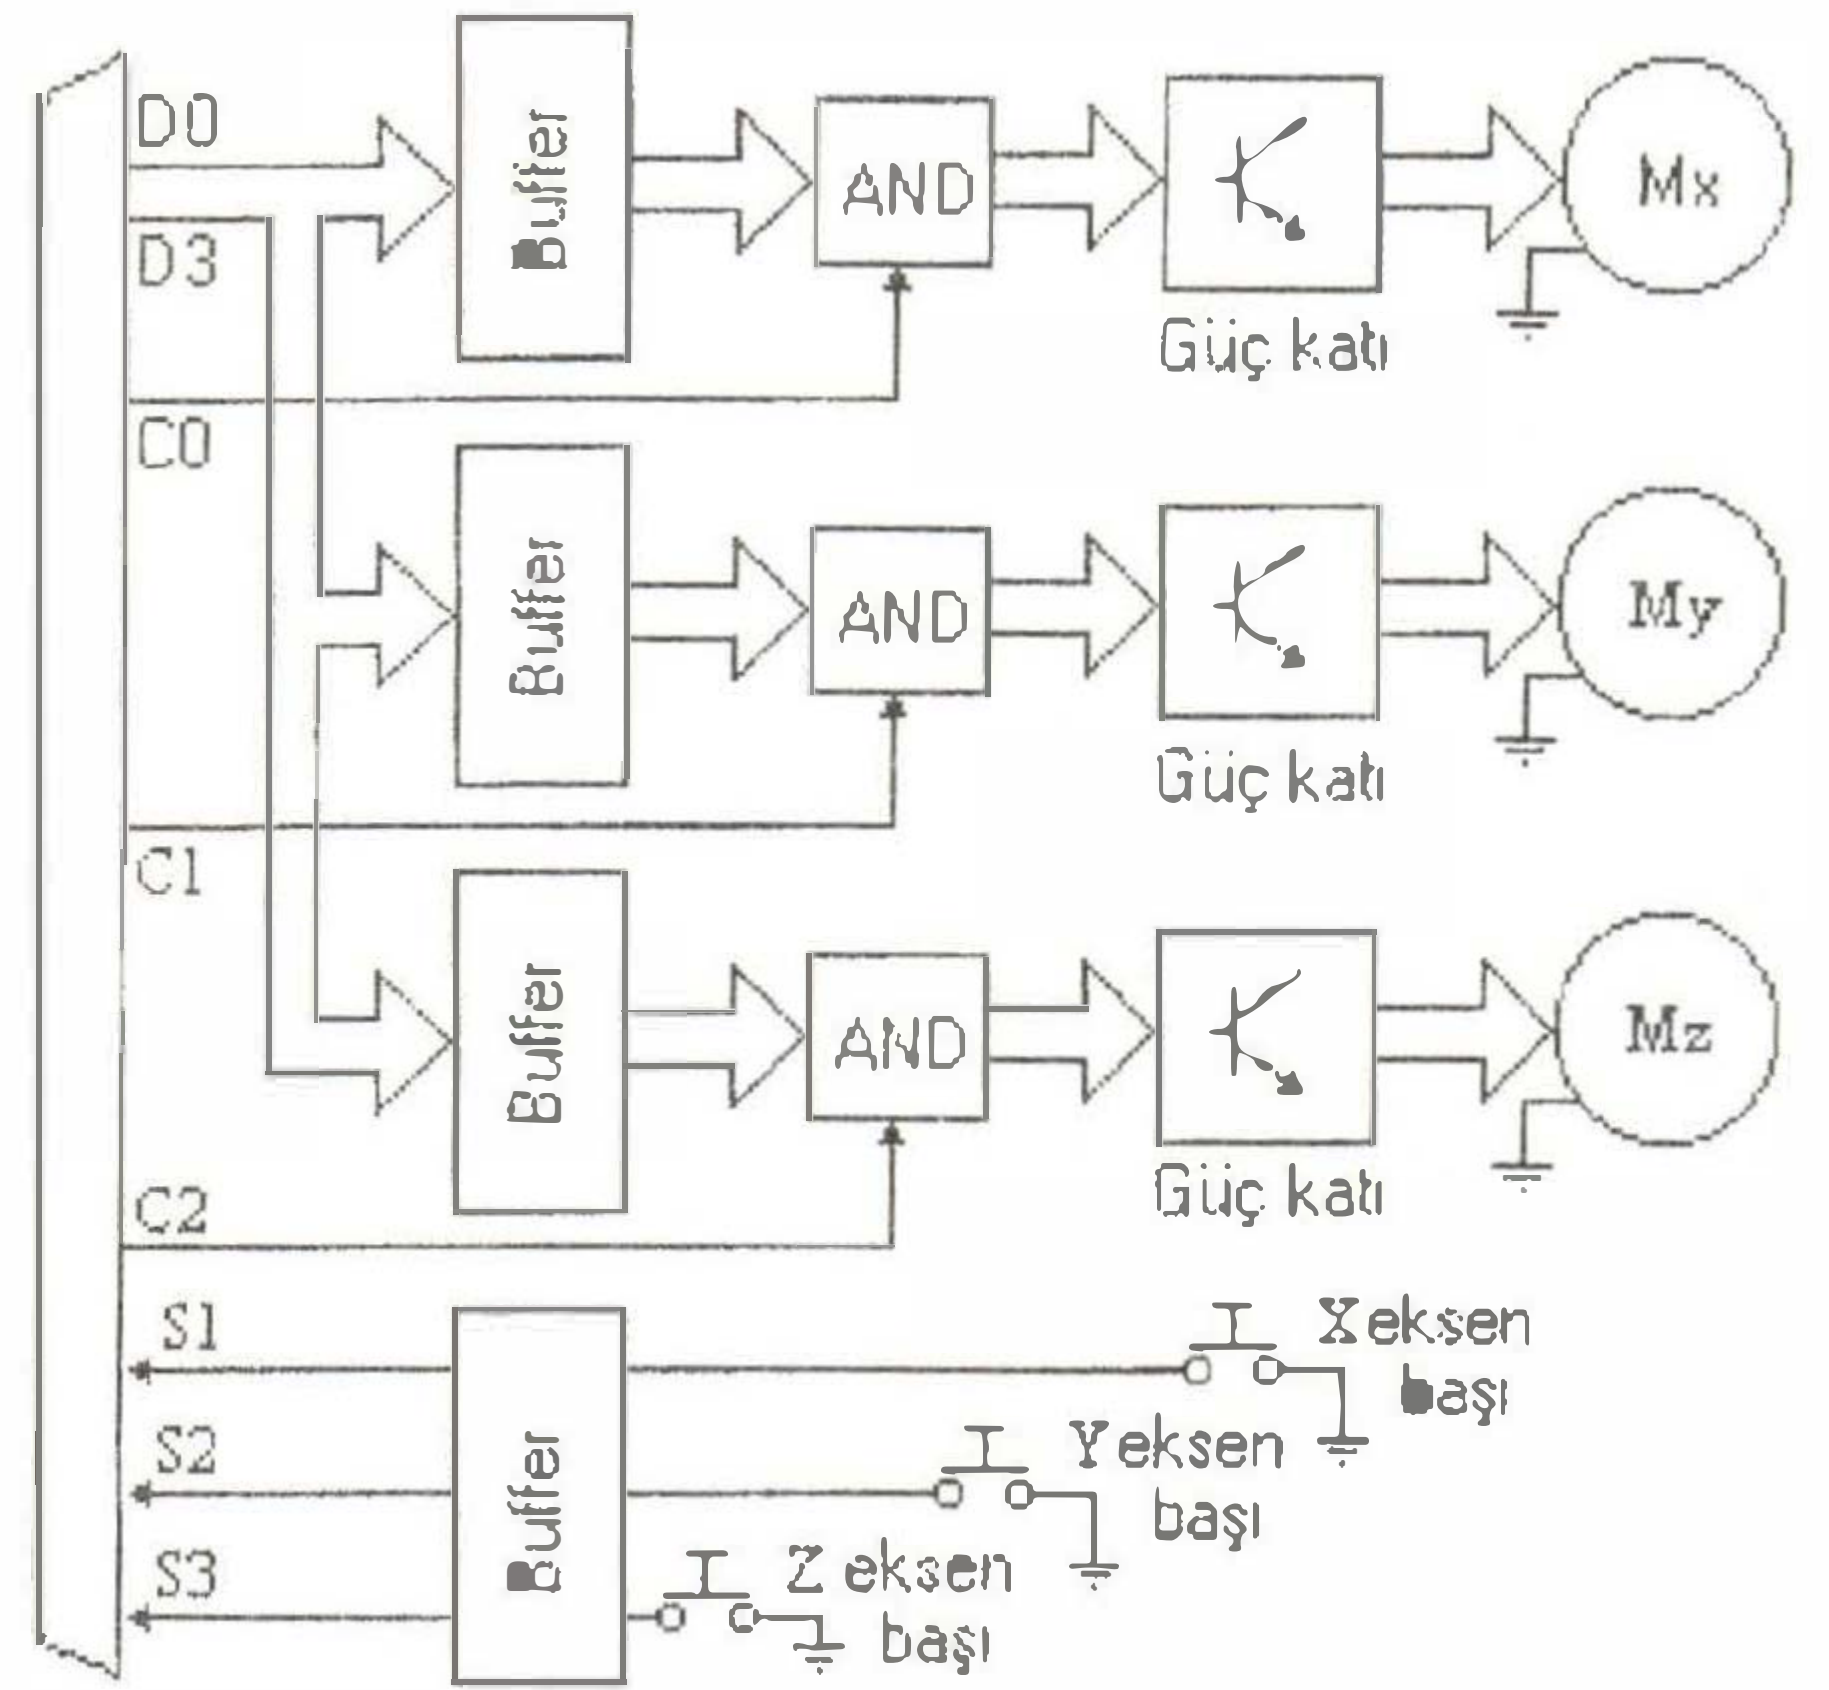 D0
D3
Buffer
AND
Güç katı
Mx
C0
Buffer
AND
Güç katı
My
C1
Buffer
AND
Güç katı
Mz
C2
S1
S2
S3
Buffer
X eksen
başı
Y eksen
başı
Z eksen
başı